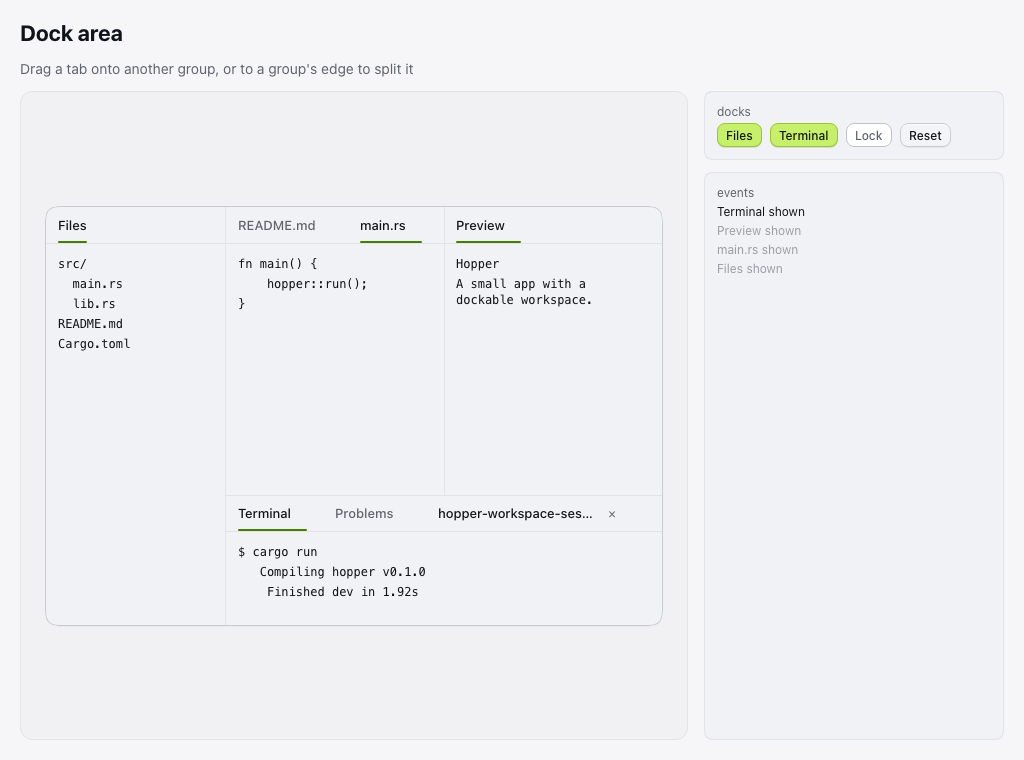 Dock area
Drag a tab onto another group, or to a group's edge to split it
Files
src/
  main.rs
  lib.rs
README.md
Cargo.toml
README.md main.rs
fn main() {
    hopper::run();
}
Preview
Hopper
A small app with a
dockable workspace.
Terminal Problems hopper-workspace-ses... ×
$ cargo run
   Compiling hopper v0.1.0
    Finished dev in 1.92s
docks
Files Terminal Lock Reset
events
Terminal shown
Preview shown
main.rs shown
Files shown